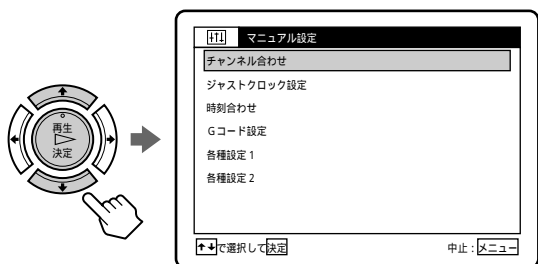 再生
決定
マニュアル設定
チャンネル合わせ
ジャストクロック設定
時刻合わせ
Gコード設定
各種設定1
各種設定2
↑↓で選択して決定
中止：メニュー